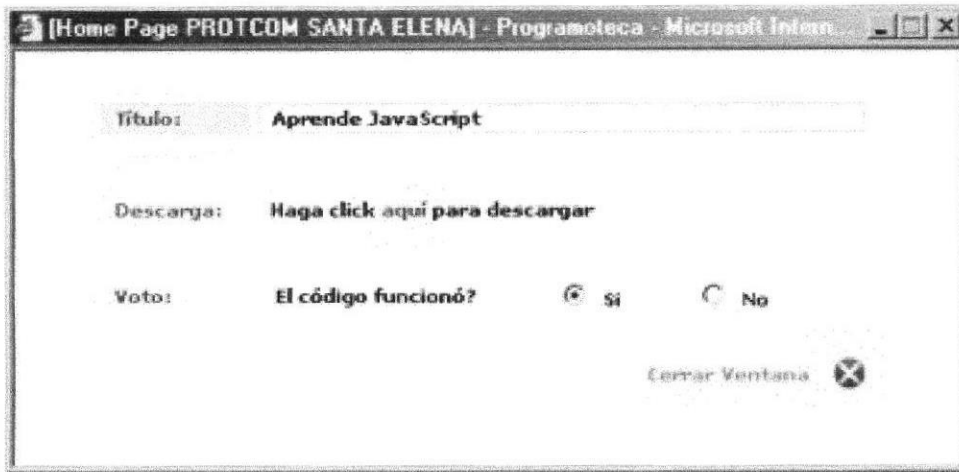 [Home Page PROTCOM SANTA ELENA] - Programoteca - Microsoft Intern...
Título: Aprende JavaScript
Descarga: Haga click aquí para descargar
Voto: El código funcionó? Si No
Cerrar Ventana